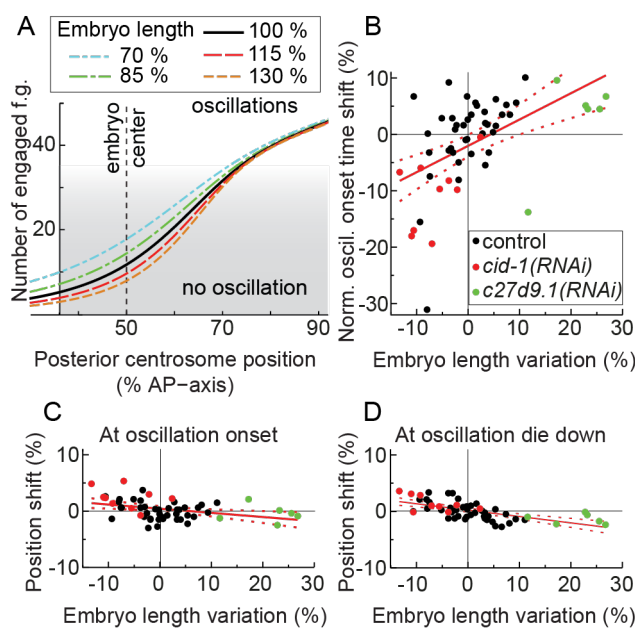 A
Embryo length
70 %
85 %
100 %
115 %
130 %
oscillations
embryo
center
no oscillation
40
20
50
70
90
Number of engaged f.g.
Posterior centrosome position
(% AP−axis)
B
10
0
-10
-20
-30
-10
0
10
20
30
Norm. oscil. onset time shift (%)
control
cid-1(RNAi)
c27d9.1(RNAi)
Embryo length variation (%)
C
At oscillation onset
10
0
-10
-10
0
10
20
30
Position shift (%)
Embryo length variation (%)
D
At oscillation die down
10
0
-10
-10
0
10
20
30
Position shift (%)
Embryo length variation (%)